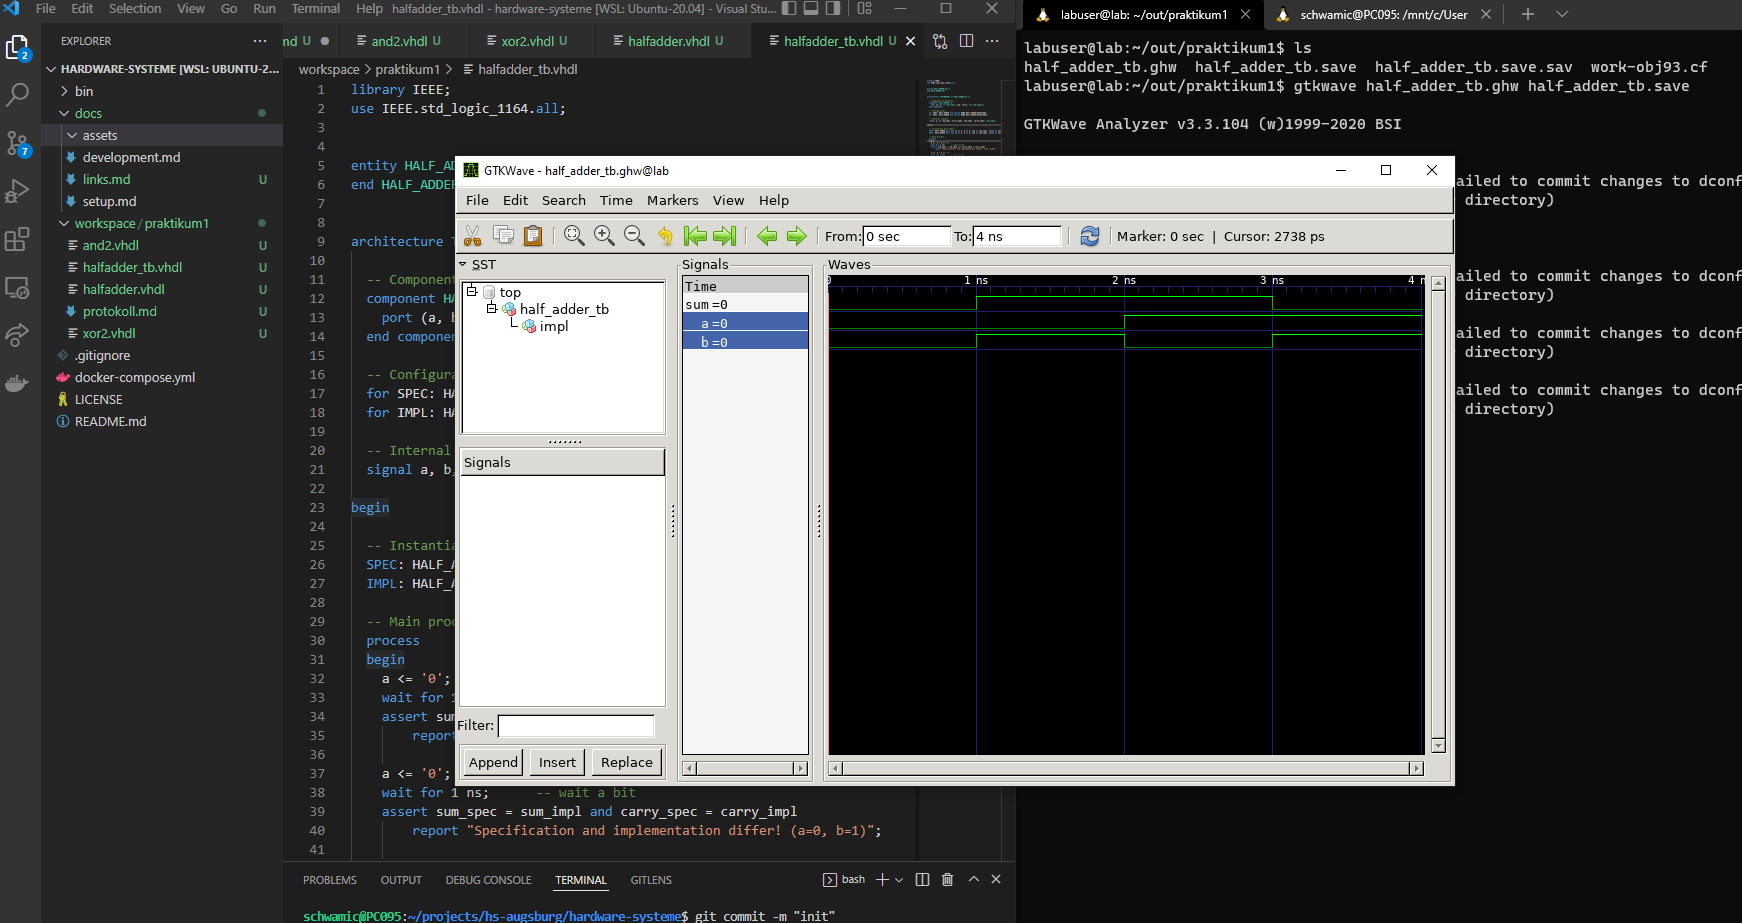 File Edit Selection View Go Run Terminal Help halfadder_tb.vhdl - hardware-systeme [WSL: Ubuntu-20.04] - Visual Stu...
EXPLORER
HARDWARE-SYSTEME [WSL: UBUNTU-2...
bin
docs
assets
development.md
links.md U
setup.md
workspace / praktikum1
and2.vhdl U
halfadder_tb.vhdl U
halfadder.vhdl U
protokoll.md U
xor2.vhdl U
.gitignore
docker-compose.yml
LICENSE
README.md
2
7
nd U and2.vhdl U xor2.vhdl U halfadder.vhdl U halfadder_tb.vhdl U
workspace > praktikum1 > halfadder_tb.vhdl
1 library IEEE;
2 use IEEE.std_logic_1164.all;
3
4
5 entity HALF_AD
6 end HALF_ADDER
7
8
9 architecture T
10
11 -- Component
12 component HA
13 port (a, b
14 end componen
15
16 -- Configura
17 for SPEC: HA
18 for IMPL: HA
19
20 -- Internal
21 signal a, b,
22
23 begin
24
25 -- Instantia
26 SPEC: HALF_A
27 IMPL: HALF_A
28
29 -- Main proc
30 process
31 begin
32 a <= '0';
33 wait for 1
34 assert sum
35 report
36
37 a <= '0';
38 wait for 1 ns; -- wait a bit
39 assert sum_spec = sum_impl and carry_spec = carry_impl
40 report "Specification and implementation differ! (a=0, b=1)";
41
PROBLEMS OUTPUT DEBUG CONSOLE TERMINAL GITLENS bash
schwamic@PC095:~/projects/hs-augsburg/hardware-systeme$ git commit -m "init"
GTKWave - half_adder_tb.ghw@lab
File Edit Search Time Markers View Help
From: 0 sec To: 4 ns Marker: 0 sec | Cursor: 2738 ps
SST
top
half_adder_tb
impl
Signals
Filter:
Append Insert Replace
Signals
Time
sum =0
a =0
b =0
Waves
0 1 ns 2 ns 3 ns 4 n
labuser@lab: ~/out/praktikum1 schwamic@PC095: /mnt/c/User
labuser@lab:~/out/praktikum1$ ls
half_adder_tb.ghw half_adder_tb.save half_adder_tb.save.sav work-obj93.cf
labuser@lab:~/out/praktikum1$ gtkwave half_adder_tb.ghw half_adder_tb.save
GTKWave Analyzer v3.3.104 (w)1999-2020 BSI
ailed to commit changes to dconf
directory)
ailed to commit changes to dconf
directory)
ailed to commit changes to dconf
directory)
ailed to commit changes to dconf
directory)